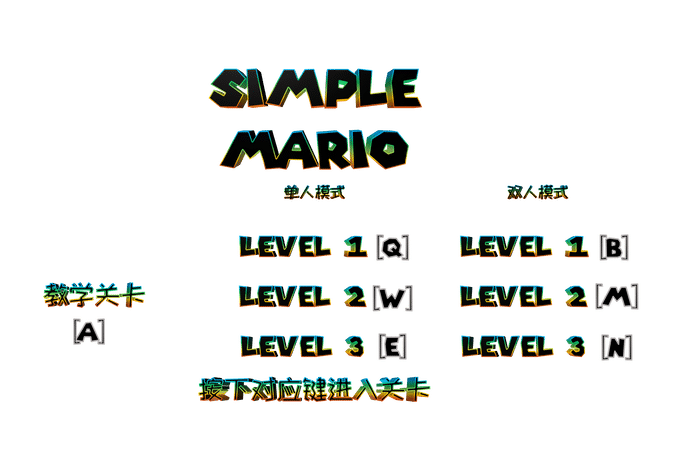 SIMPLE
MARIO
单人模式 双人模式
LEVEL 1 [Q] LEVEL 1 [B]
LEVEL 2 [W] LEVEL 2 [M]
教学关卡
[A]
LEVEL 3 [E] LEVEL 3 [N]
按下对应键进入关卡